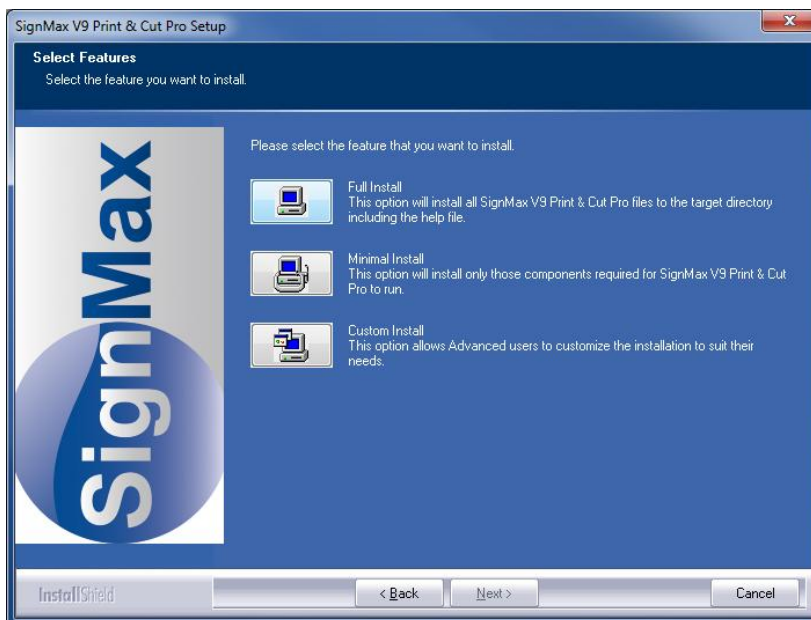 SignMax V9 Print & Cut Pro Setup
Select Features
Select the feature you want to install.
SignMax
Please select the feature that you want to install.
Full Install
This option will install all SignMax V9 Print & Cut Pro files to the target directory
including the help file.
Minimal Install
This option will install only those components required for SignMax V9 Print & Cut
Pro to run.
Custom Install
This option allows Advanced users to customize the installation to suit their
needs.
InstallShield
< Back
Next >
Cancel